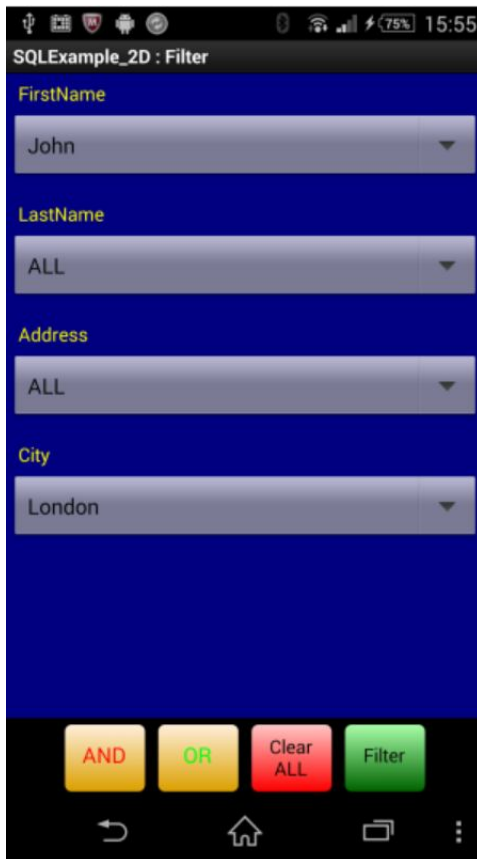 75% 15:55
SQLExample_2D : Filter
FirstName
John
LastName
ALL
Address
ALL
City
London
AND OR Clear ALL Filter